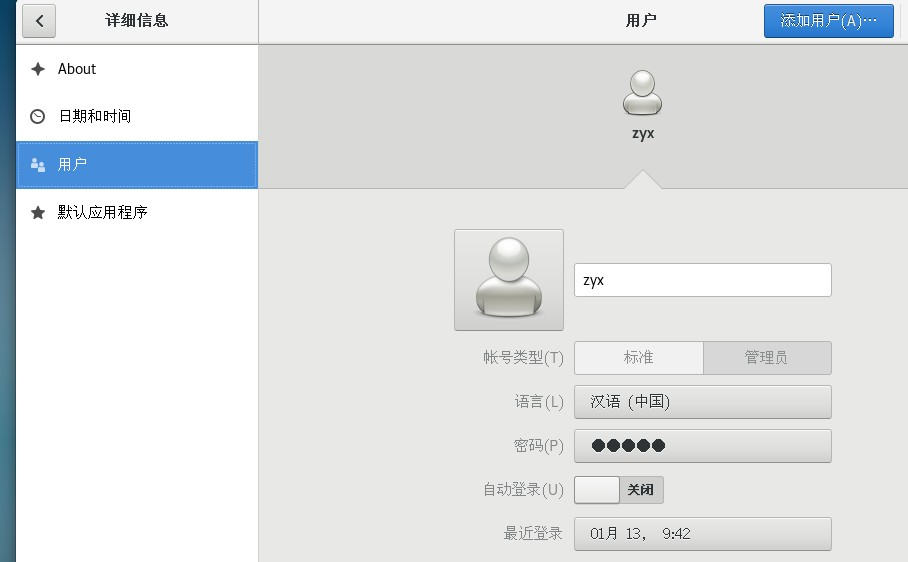 详细信息
用户
添加用户(A)…
About
日期和时间
用户
默认应用程序
zyx
zyx
帐号类型(T)
标准
管理员
语言(L)
汉语 (中国)
密码(P)
●●●●●
自动登录(U)
关闭
最近登录
01月 13, 9:42